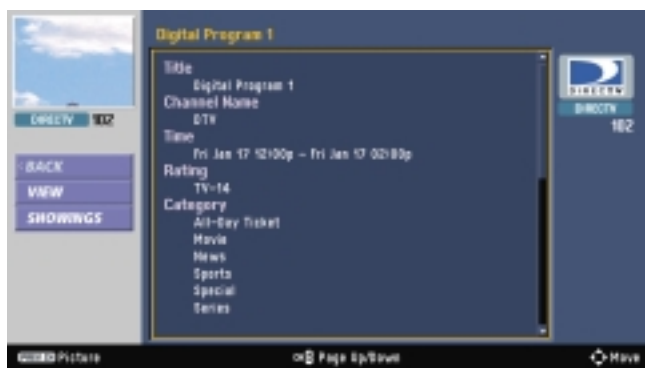 Digital Program 1
Title
Digital Program 1
Channel Name
DTV
Time
Fri Jan 17 12:00p - Fri Jan 17 02:00p
Rating
TV-14
Category
All-Day Ticket
Movie
News
Sports
Special
Series
DIRECTV 102
BACK
VIEW
SHOWINGS
DIRECTV
DIRECTV
102
Picture
Page Up/Down
Move